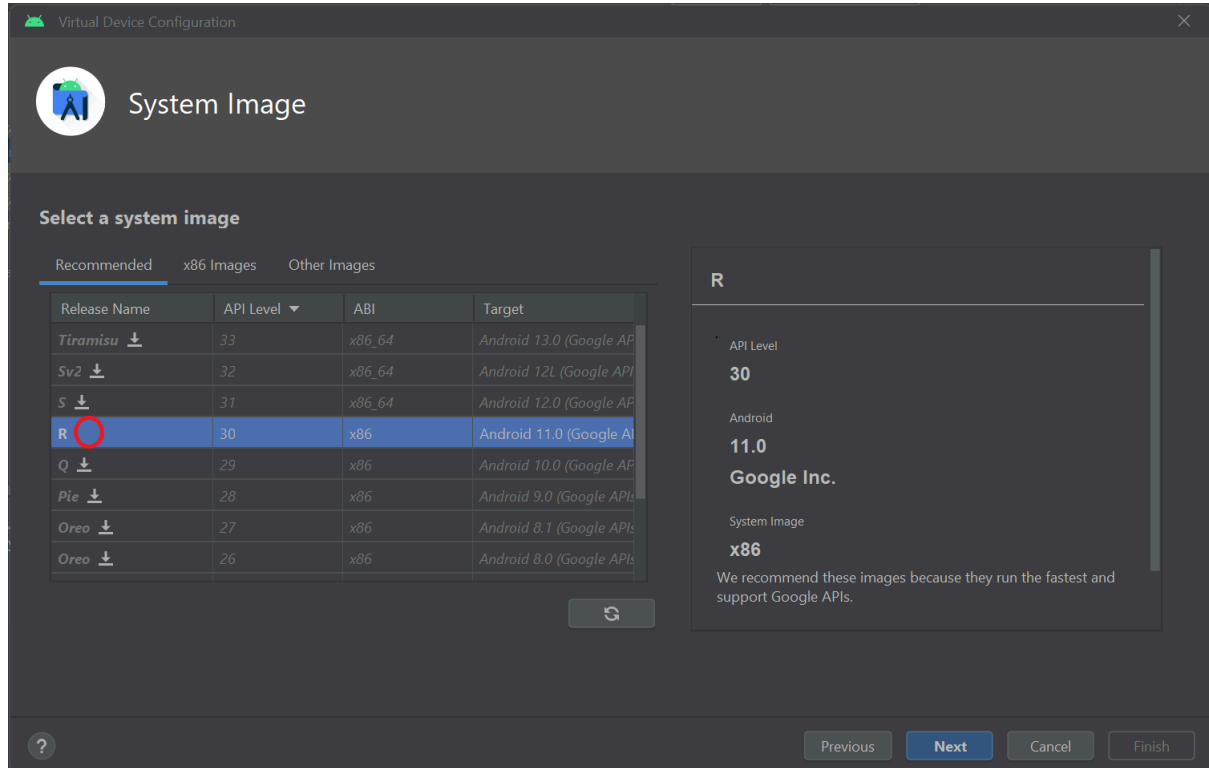 Virtual Device Configuration
System Image
Select a system image
Recommended x86 Images Other Images
Release Name API Level ABI Target
Tiramisu 33 x86_64 Android 13.0 (Google AP
Sv2 32 x86_64 Android 12L (Google API
S 31 x86_64 Android 12.0 (Google AP
R 30 x86 Android 11.0 (Google AI
Q 29 x86 Android 10.0 (Google AP
Pie 28 x86 Android 9.0 (Google APIs
Oreo 27 x86 Android 8.1 (Google APIs
Oreo 26 x86 Android 8.0 (Google APIs
R
API Level
30
Android
11.0
Google Inc.
System Image
x86
We recommend these images because they run the fastest and
support Google APIs.
? Previous Next Cancel Finish